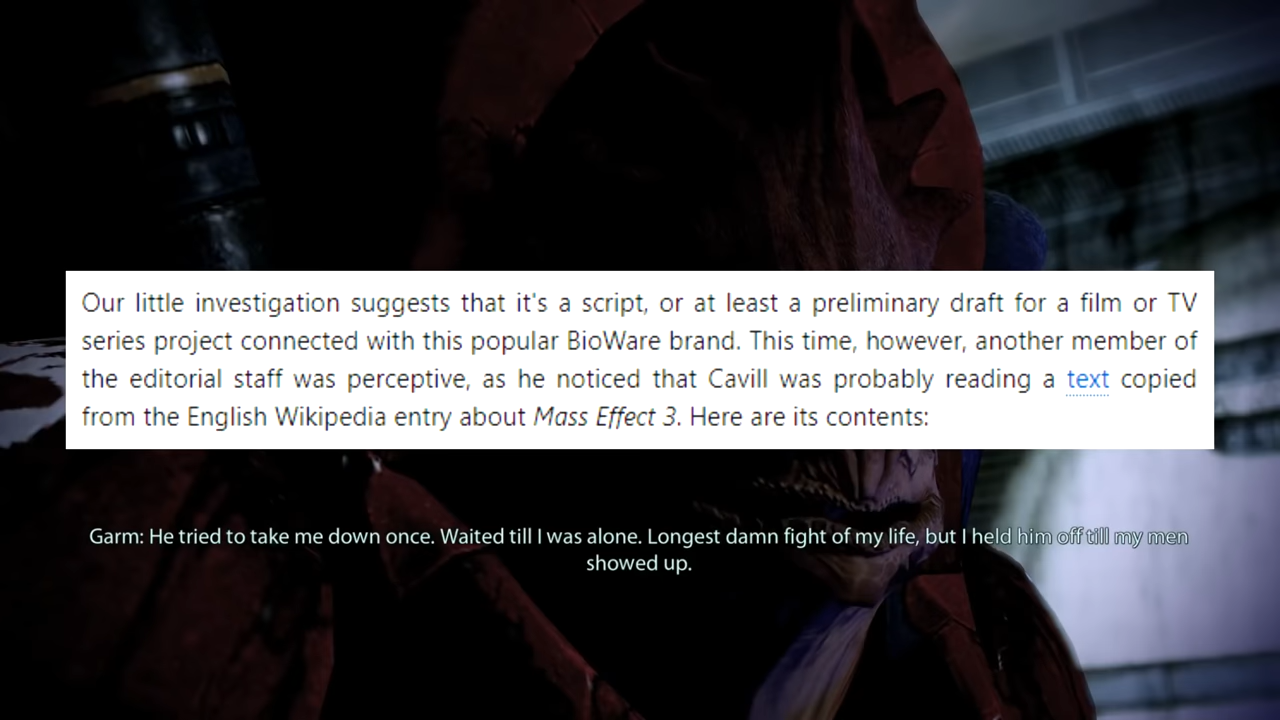 Our little investigation suggests that it's a script, or at least a preliminary draft for a film or TV
series project connected with this popular BioWare brand. This time, however, another member of
the editorial staff was perceptive, as he noticed that Cavill was probably reading a text copied
from the English Wikipedia entry about Mass Effect 3. Here are its contents:
Garm: He tried to take me down once. Waited till I was alone. Longest damn fight of my life, but I held him off till my men
showed up.